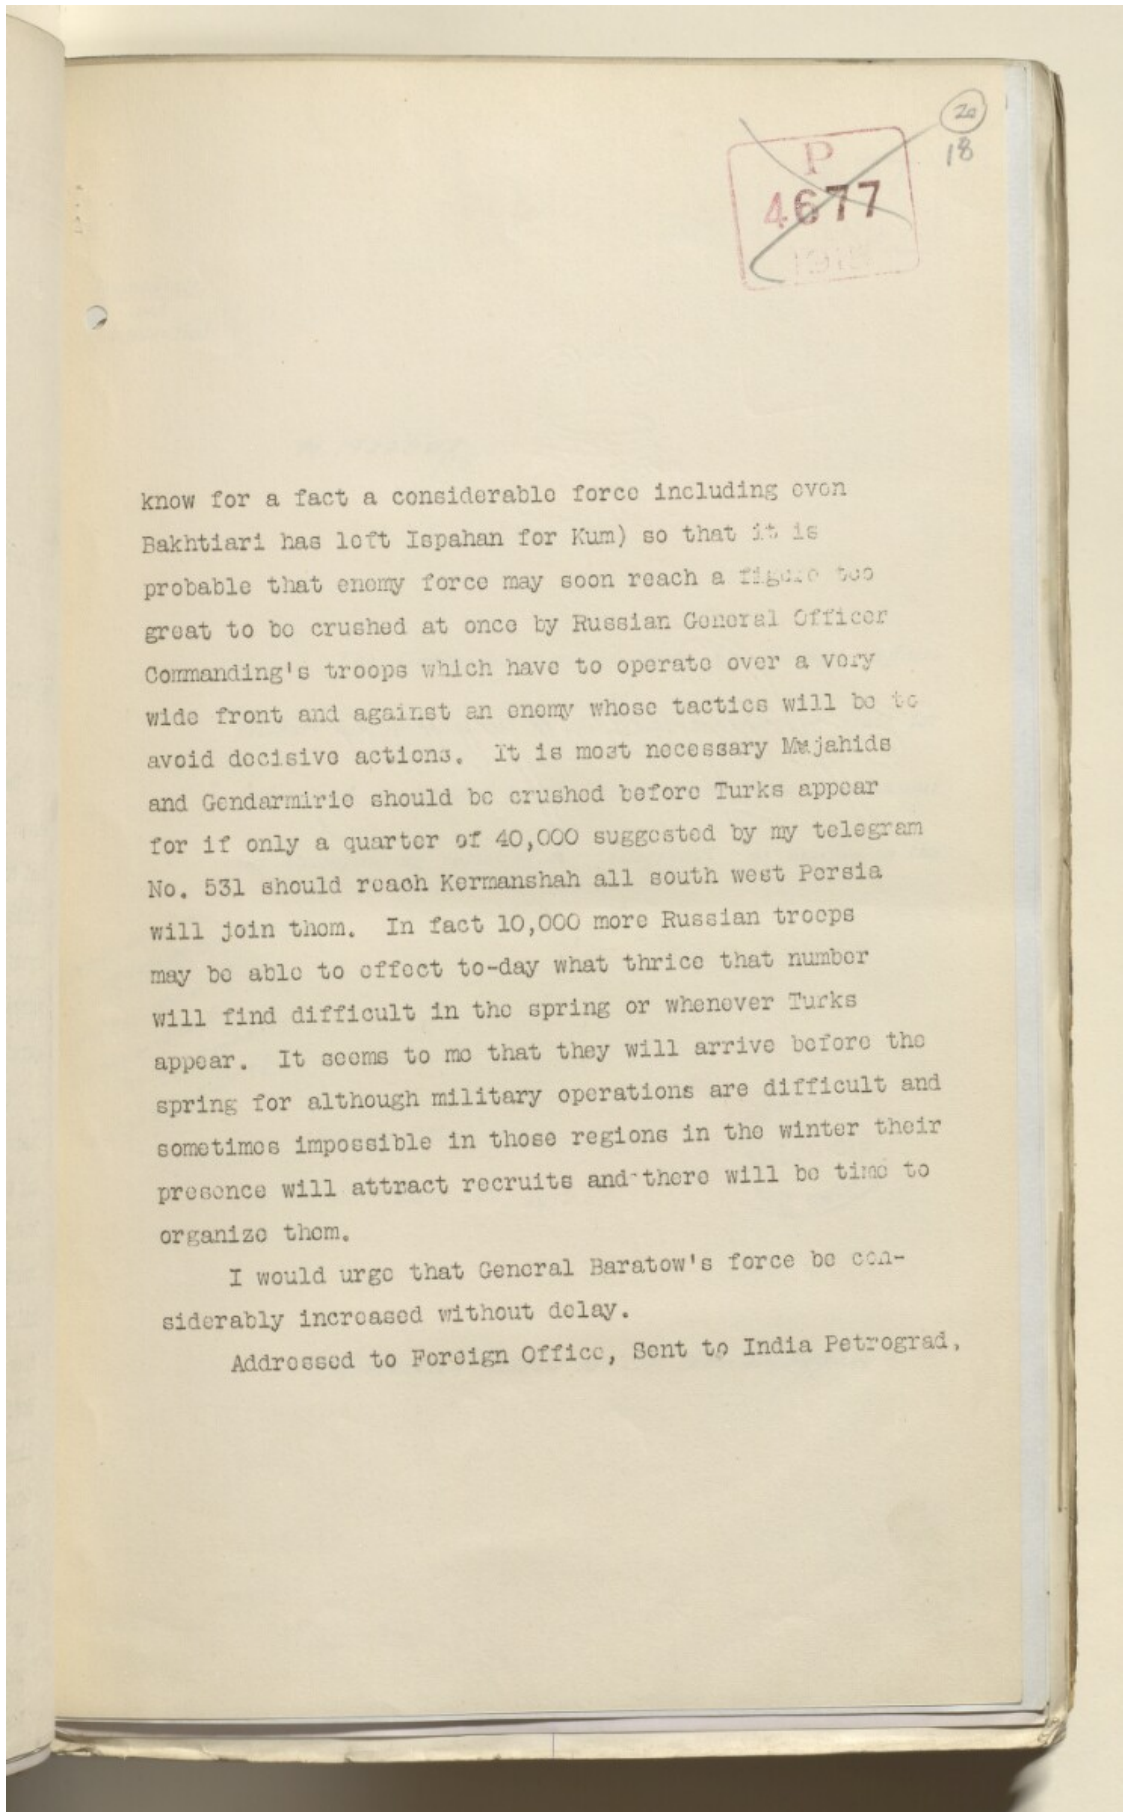 20
18
P
4677
1915
know for a fact a considerable force including even
Bakhtiari has left Ispahan for Kum) so that it is
probable that enemy force may soon reach a figure too
great to be crushed at once by Russian General Officer
Commanding's troops which have to operate over a very
wide front and against an enemy whose tactics will be to
avoid decisive actions. It is most necessary Mujahids
and Gendarmirie should be crushed before Turks appear
for if only a quarter of 40,000 suggested by my telegram
No. 531 should reach Kermanshah all south west Persia
will join them. In fact 10,000 more Russian troops
may be able to effect to-day what thrice that number
will find difficult in the spring or whenever Turks
appear. It seems to me that they will arrive before the
spring for although military operations are difficult and
sometimes impossible in those regions in the winter their
presence will attract recruits and there will be time to
organize them.
I would urge that General Baratow's force be con-
siderably increased without delay.
Addressed to Foreign Office, Sent to India Petrograd.